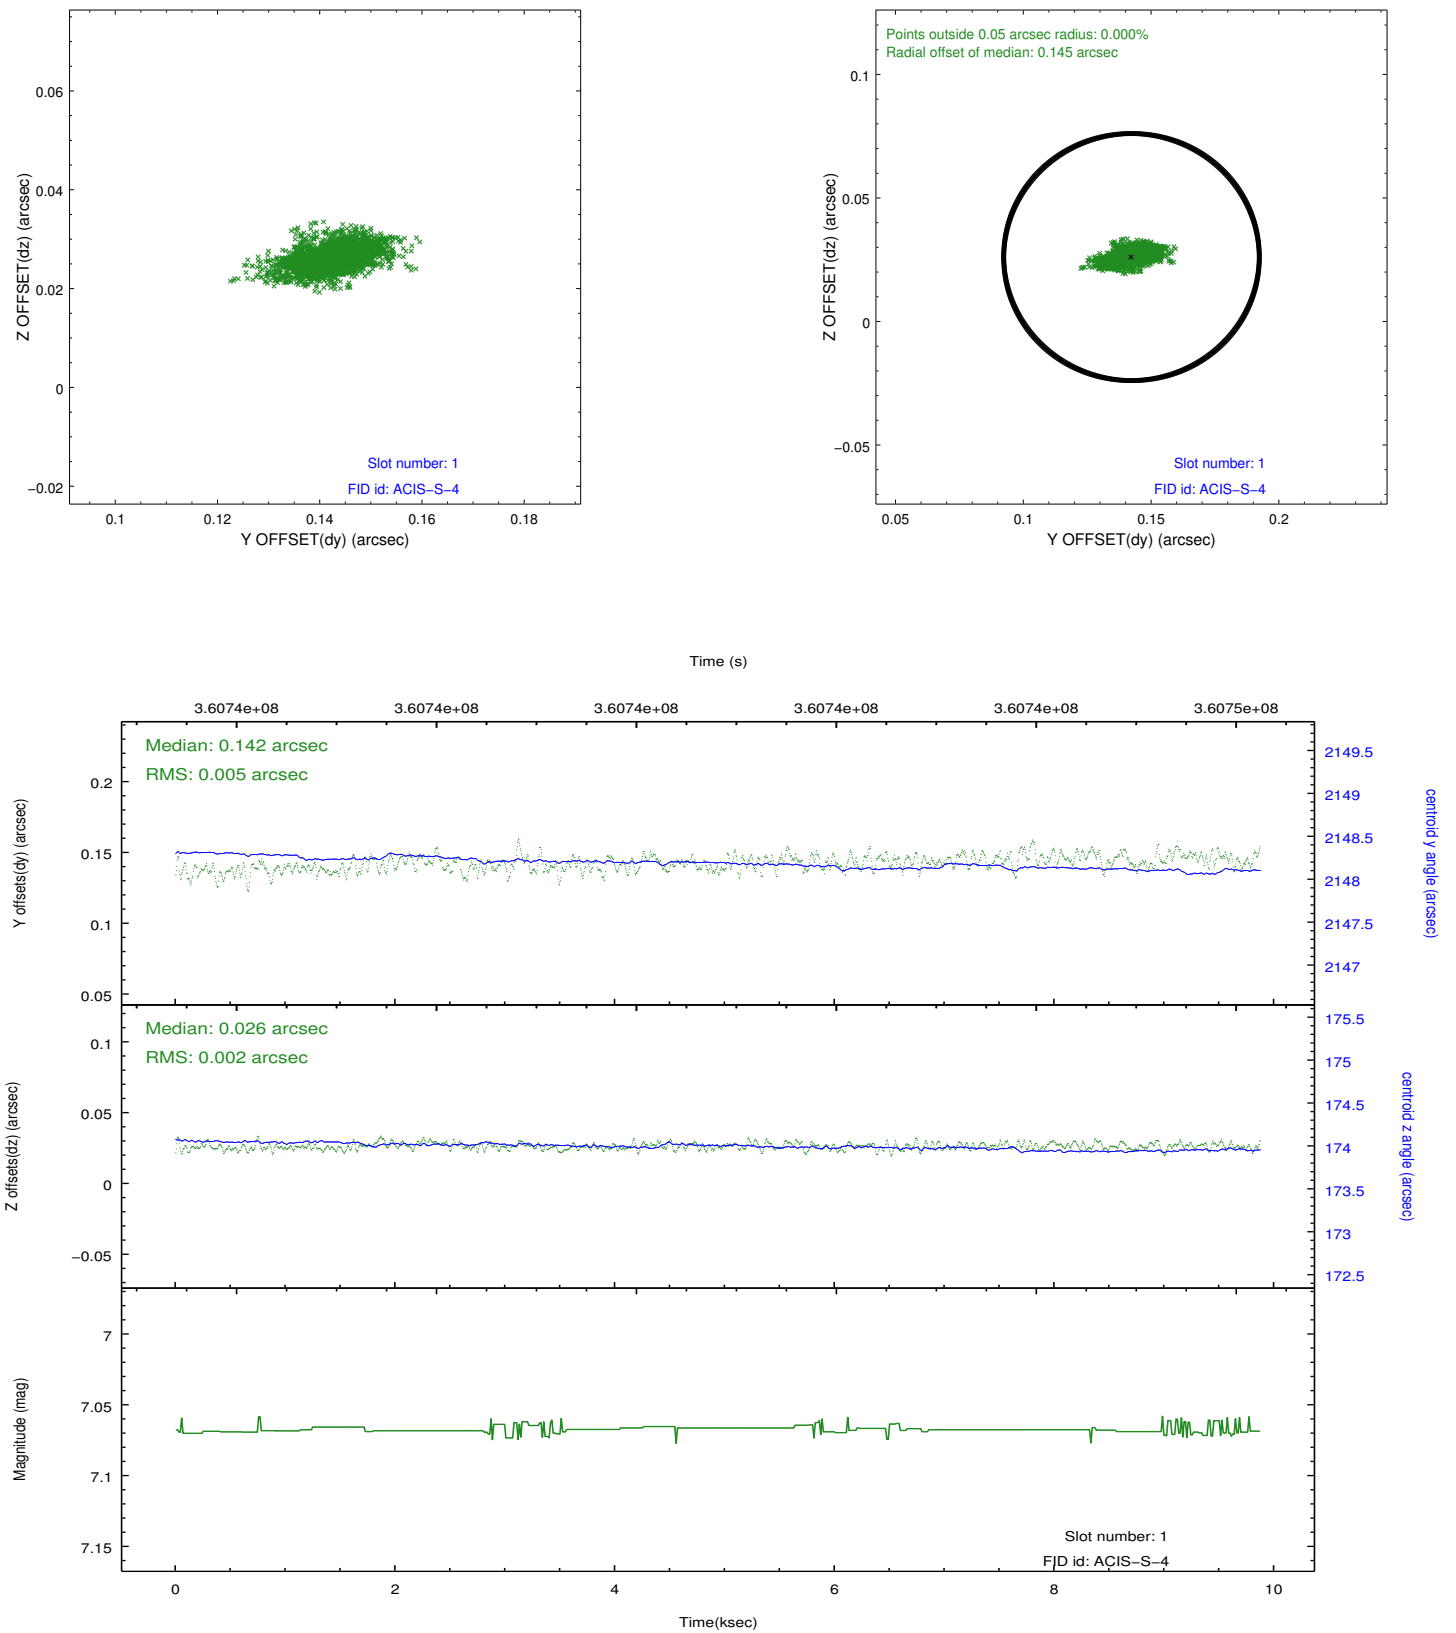 0.06
0.04
0.02
0
−0.02
Z OFFSET(dz) (arcsec)
Slot number: 1
FID id: ACIS−S−4
0.1 0.12 0.14 0.16 0.18
Y OFFSET(dy) (arcsec)
Points outside 0.05 arcsec radius: 0.000%
Radial offset of median: 0.145 arcsec
0.1
0.05
0
−0.05
Z OFFSET(dz) (arcsec)
Slot number: 1
FID id: ACIS−S−4
0.05 0.1 0.15 0.2
Y OFFSET(dy) (arcsec)
Time (s)
3.6074e+08 3.6074e+08 3.6074e+08 3.6074e+08 3.6074e+08 3.6075e+08
Median: 0.142 arcsec
RMS: 0.005 arcsec
0.2
0.15
0.1
0.05
Y offsets(dy) (arcsec)
2149.5
2149
2148.5
2148
2147.5
2147
centroid y angle (arcsec)
Median: 0.026 arcsec
RMS: 0.002 arcsec
0.1
0.05
0
−0.05
Z offsets(dz) (arcsec)
175.5
175
174.5
174
173.5
173
172.5
centroid z angle (arcsec)
7
7.05
7.1
7.15
Magnitude (mag)
Slot number: 1
FID id: ACIS−S−4
0 2 4 6 8 10
Time(ksec)